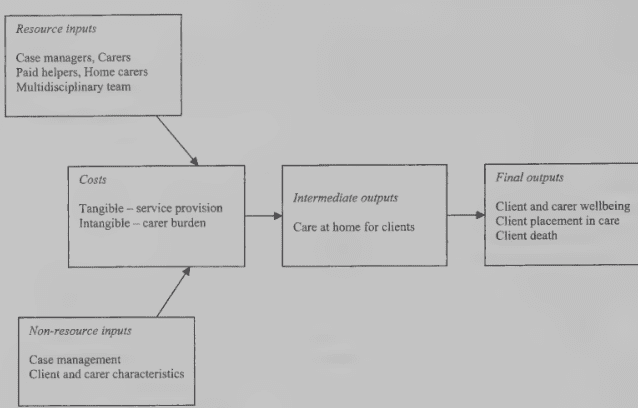 Resource inputs
Case managers, Carers
Paid helpers, Home carers
Multidisciplinary team
Costs
Tangible – service provision
Intangible – carer burden
Intermediate outputs
Care at home for clients
Final outputs
Client and carer wellbeing
Client placement in care
Client death
Non-resource inputs
Case management
Client and carer characteristics